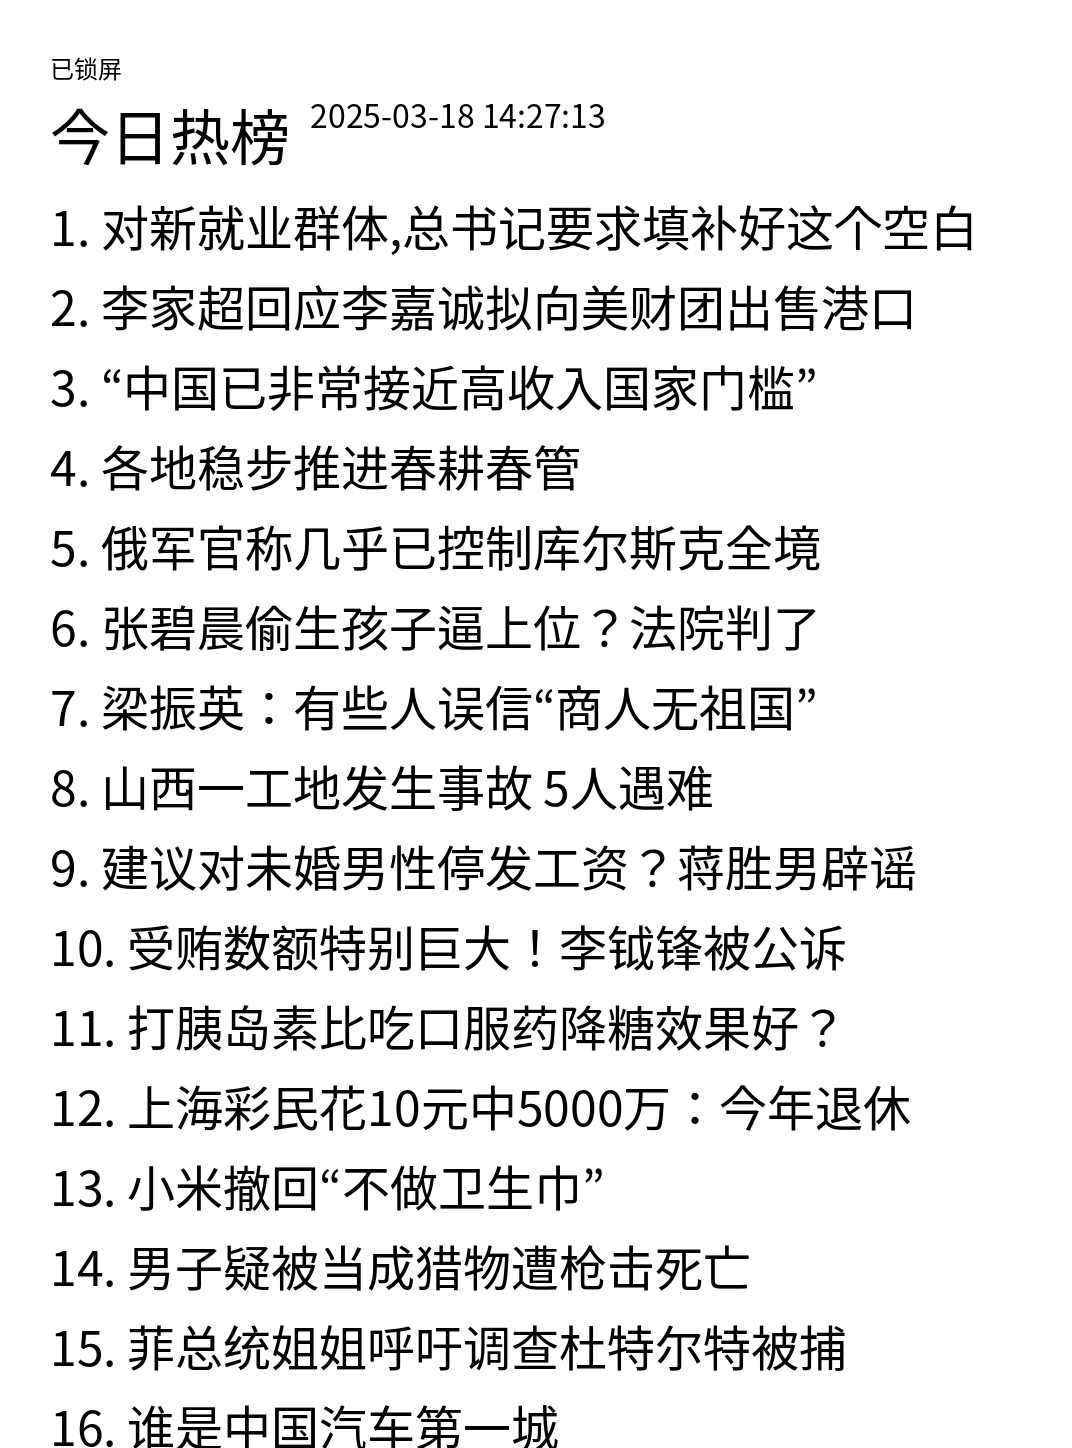 已锁屏
今日热榜 2025-03-18 14:27:13
1. 对新就业群体,总书记要求填补好这个空白
2. 李家超回应李嘉诚拟向美财团出售港口
3. “中国已非常接近高收入国家门槛”
4. 各地稳步推进春耕春管
5. 俄军官称几乎已控制库尔斯克全境
6. 张碧晨偷生孩子逼上位？法院判了
7. 梁振英：有些人误信“商人无祖国”
8. 山西一工地发生事故 5人遇难
9. 建议对未婚男性停发工资？蒋胜男辟谣
10. 受贿数额特别巨大！李钺锋被公诉
11. 打胰岛素比吃口服药降糖效果好？
12. 上海彩民花10元中5000万：今年退休
13. 小米撤回“不做卫生巾”
14. 男子疑被当成猎物遭枪击死亡
15. 菲总统姐姐呼吁调查杜特尔特被捕
16. 谁是中国汽车第一城